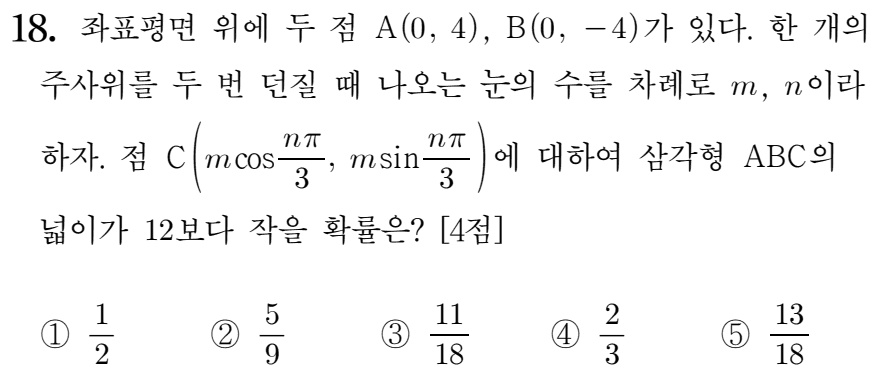 18. 좌표평면 위에 두 점 A(0, 4), B(0, −4)가 있다. 한 개의
주사위를 두 번 던질 때 나오는 눈의 수를 차례로 m, n이라
하자. 점 C(m cos nπ/3, m sin nπ/3)에 대하여 삼각형 ABC의
넓이가 12보다 작을 확률은? [4점]
① 1/2 ② 5/9 ③ 11/18 ④ 2/3 ⑤ 13/18